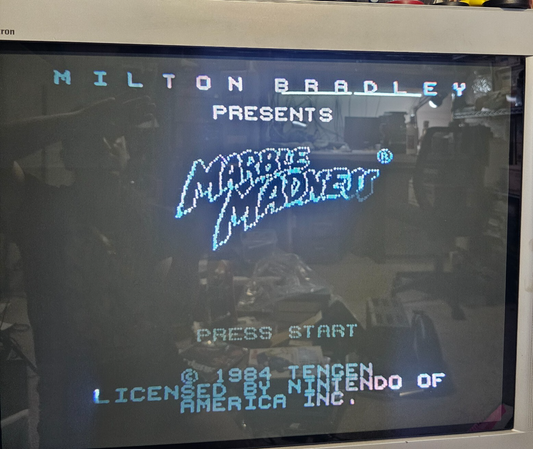 ron
MILTON BRADLEY
PRESENTS
MARBLE
MADNESS®
PRESS START
© 1984 TENGEN
LICENSED BY NINTENDO OF
AMERICA INC.